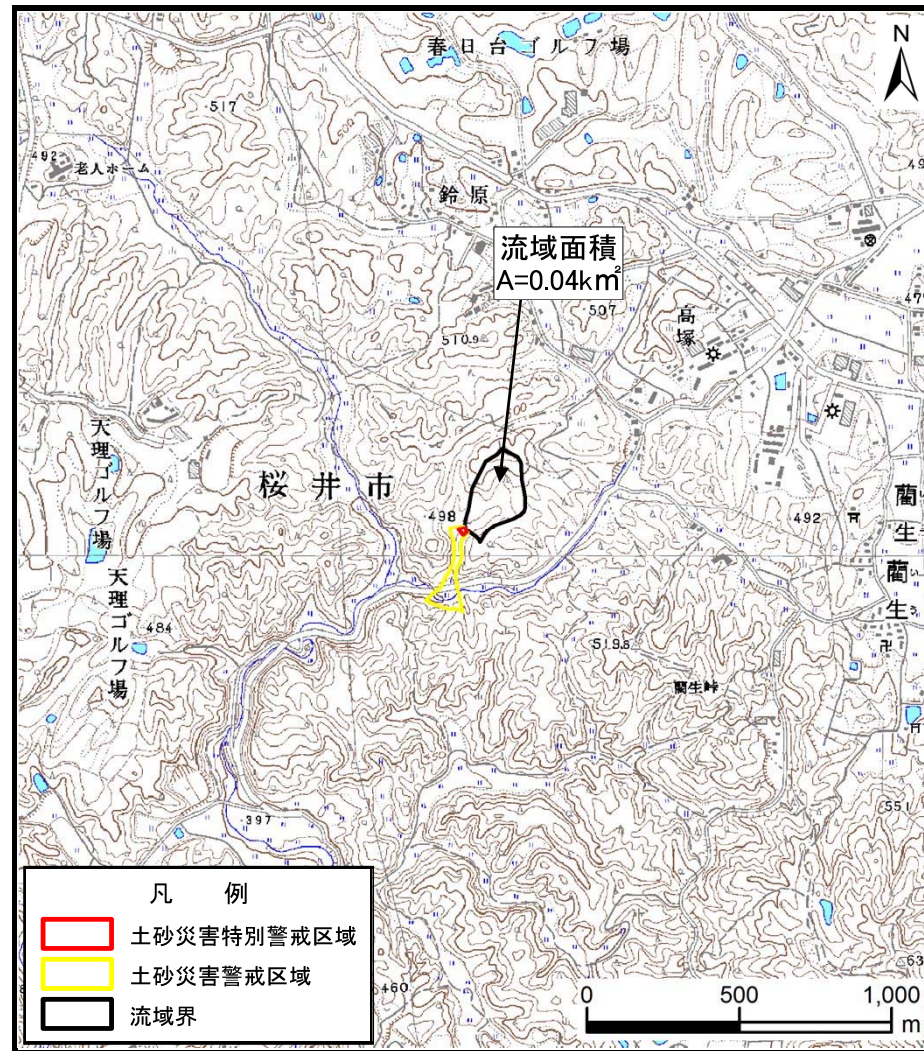 春日台ゴルフ場
N
517
492
老人ホーム
鈴原
流域面積
A=0.04k㎡
507
510.9
高塚
天理ゴルフ場
桜井市
498
492
藺生
藺生
天理ゴルフ場
484
519.8
藺生峠
551
397
460
凡 例
土砂災害特別警戒区域
土砂災害警戒区域
流域界
0 500 1,000
m